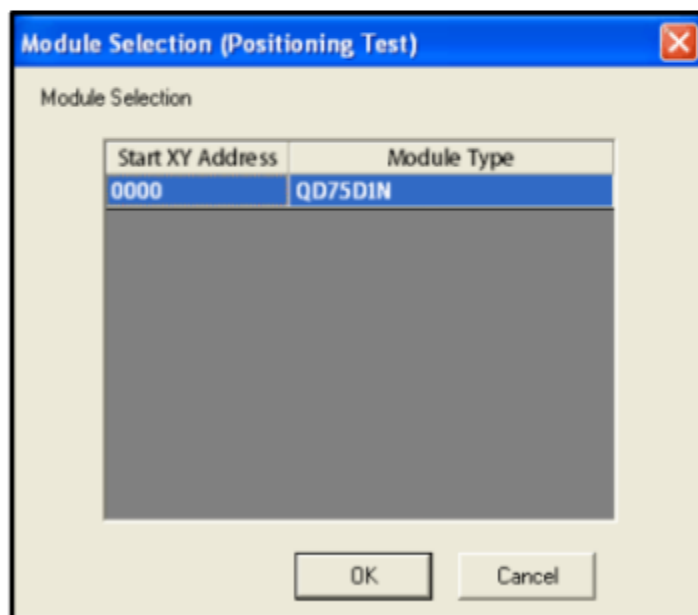 Module Selection (Positioning Test)
Module Selection
Start XY Address Module Type
0000 QD75D1N
OK Cancel